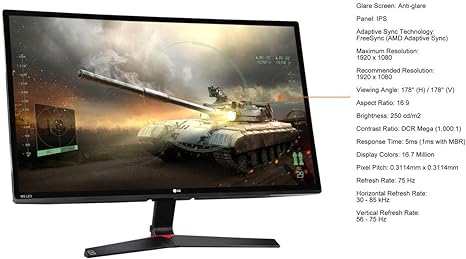 Glare Screen: Anti-glare
Panel: IPS
Adaptive Sync Technology:
FreeSync (AMD Adaptive Sync)
Maximum Resolution:
1920 x 1080
Recommended Resolution:
1920 x 1080
Viewing Angle: 178° (H) / 178° (V)
Aspect Ratio: 16:9
Brightness: 250 cd/m2
Contrast Ratio: DCR Mega (1,000:1)
Response Time: 5ms (1ms with MBR)
Display Colors: 16.7 Million
Pixel Pitch: 0.3114mm x 0.3114mm
Refresh Rate: 75 Hz
Horizontal Refresh Rate:
30 - 85 kHz
Vertical Refresh Rate:
56 - 75 Hz
29
IPS LED
LG